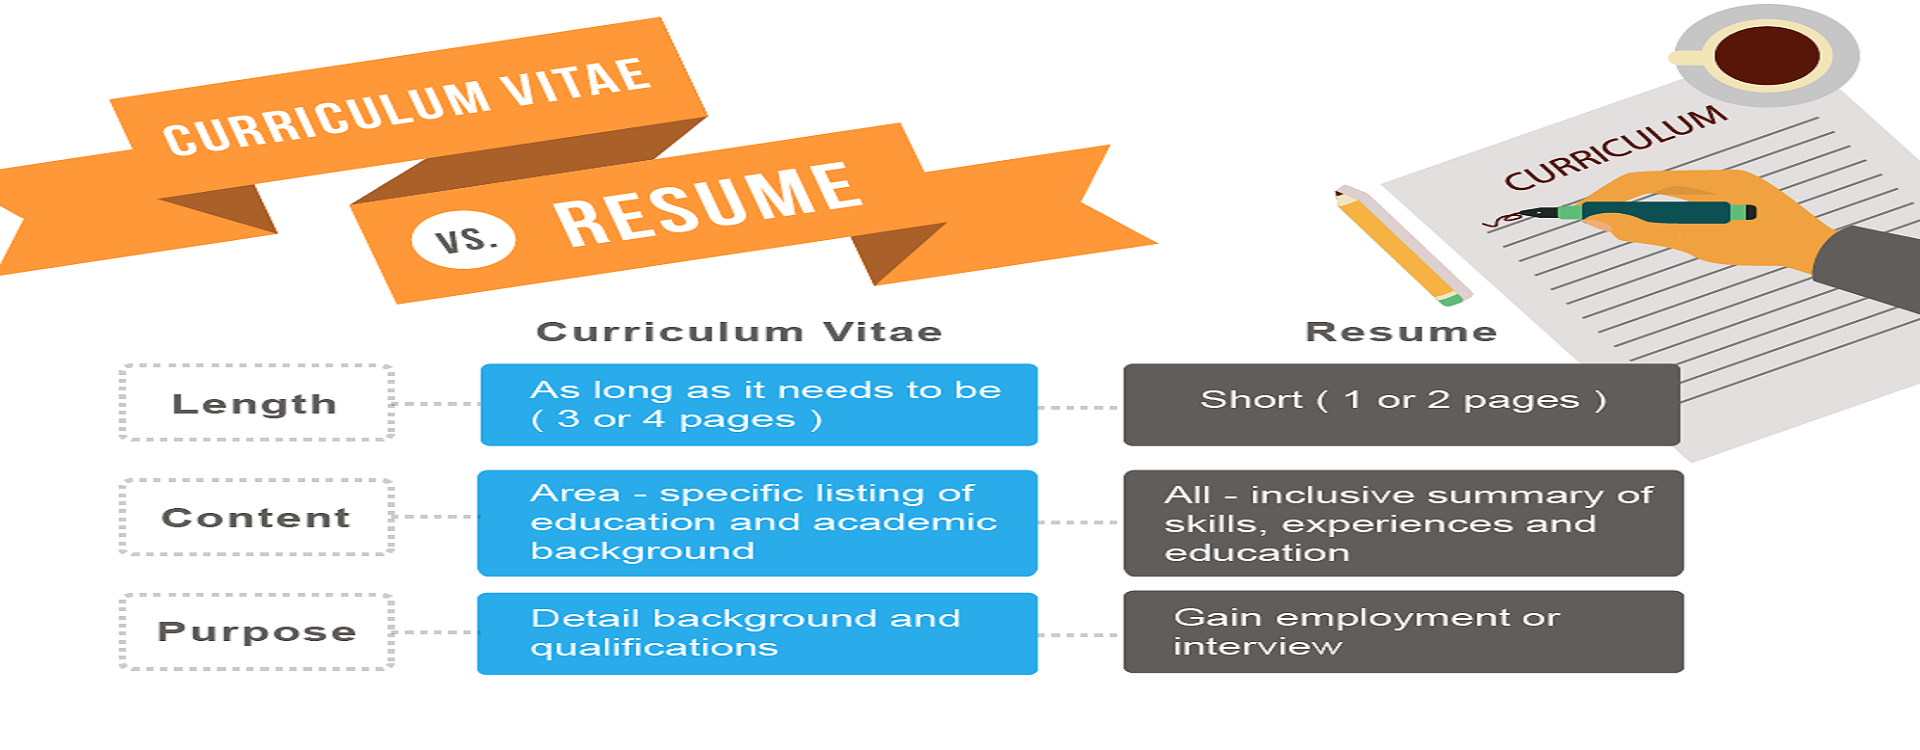 CURRICULUM VITAE
VS. RESUME
CURRICULUM
Curriculum Vitae
Resume
Length
As long as it needs to be
( 3 or 4 pages )
Short ( 1 or 2 pages )
Content
Area - specific listing of
education and academic
background
All - inclusive summary of
skills, experiences and
education
Purpose
Detail background and
qualifications
Gain employment or
interview